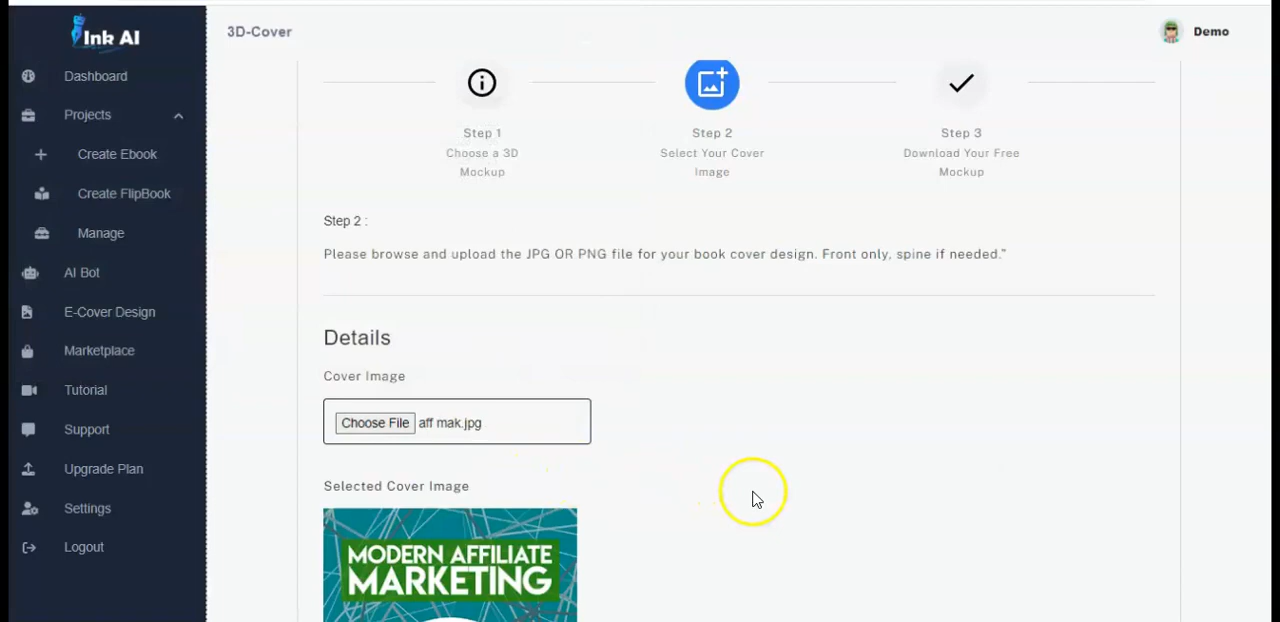 Ink AI
3D-Cover
Demo
Dashboard
Projects
Create Ebook
Create FlipBook
Manage
AI Bot
E-Cover Design
Marketplace
Tutorial
Support
Upgrade Plan
Settings
Logout
Step 1
Choose a 3D
Mockup
Step 2
Select Your Cover
Image
Step 3
Download Your Free
Mockup
Step 2 :
Please browse and upload the JPG OR PNG file for your book cover design. Front only, spine if needed."
Details
Cover Image
Choose File aff mak.jpg
Selected Cover Image
MODERN AFFILIATE
MARKETING